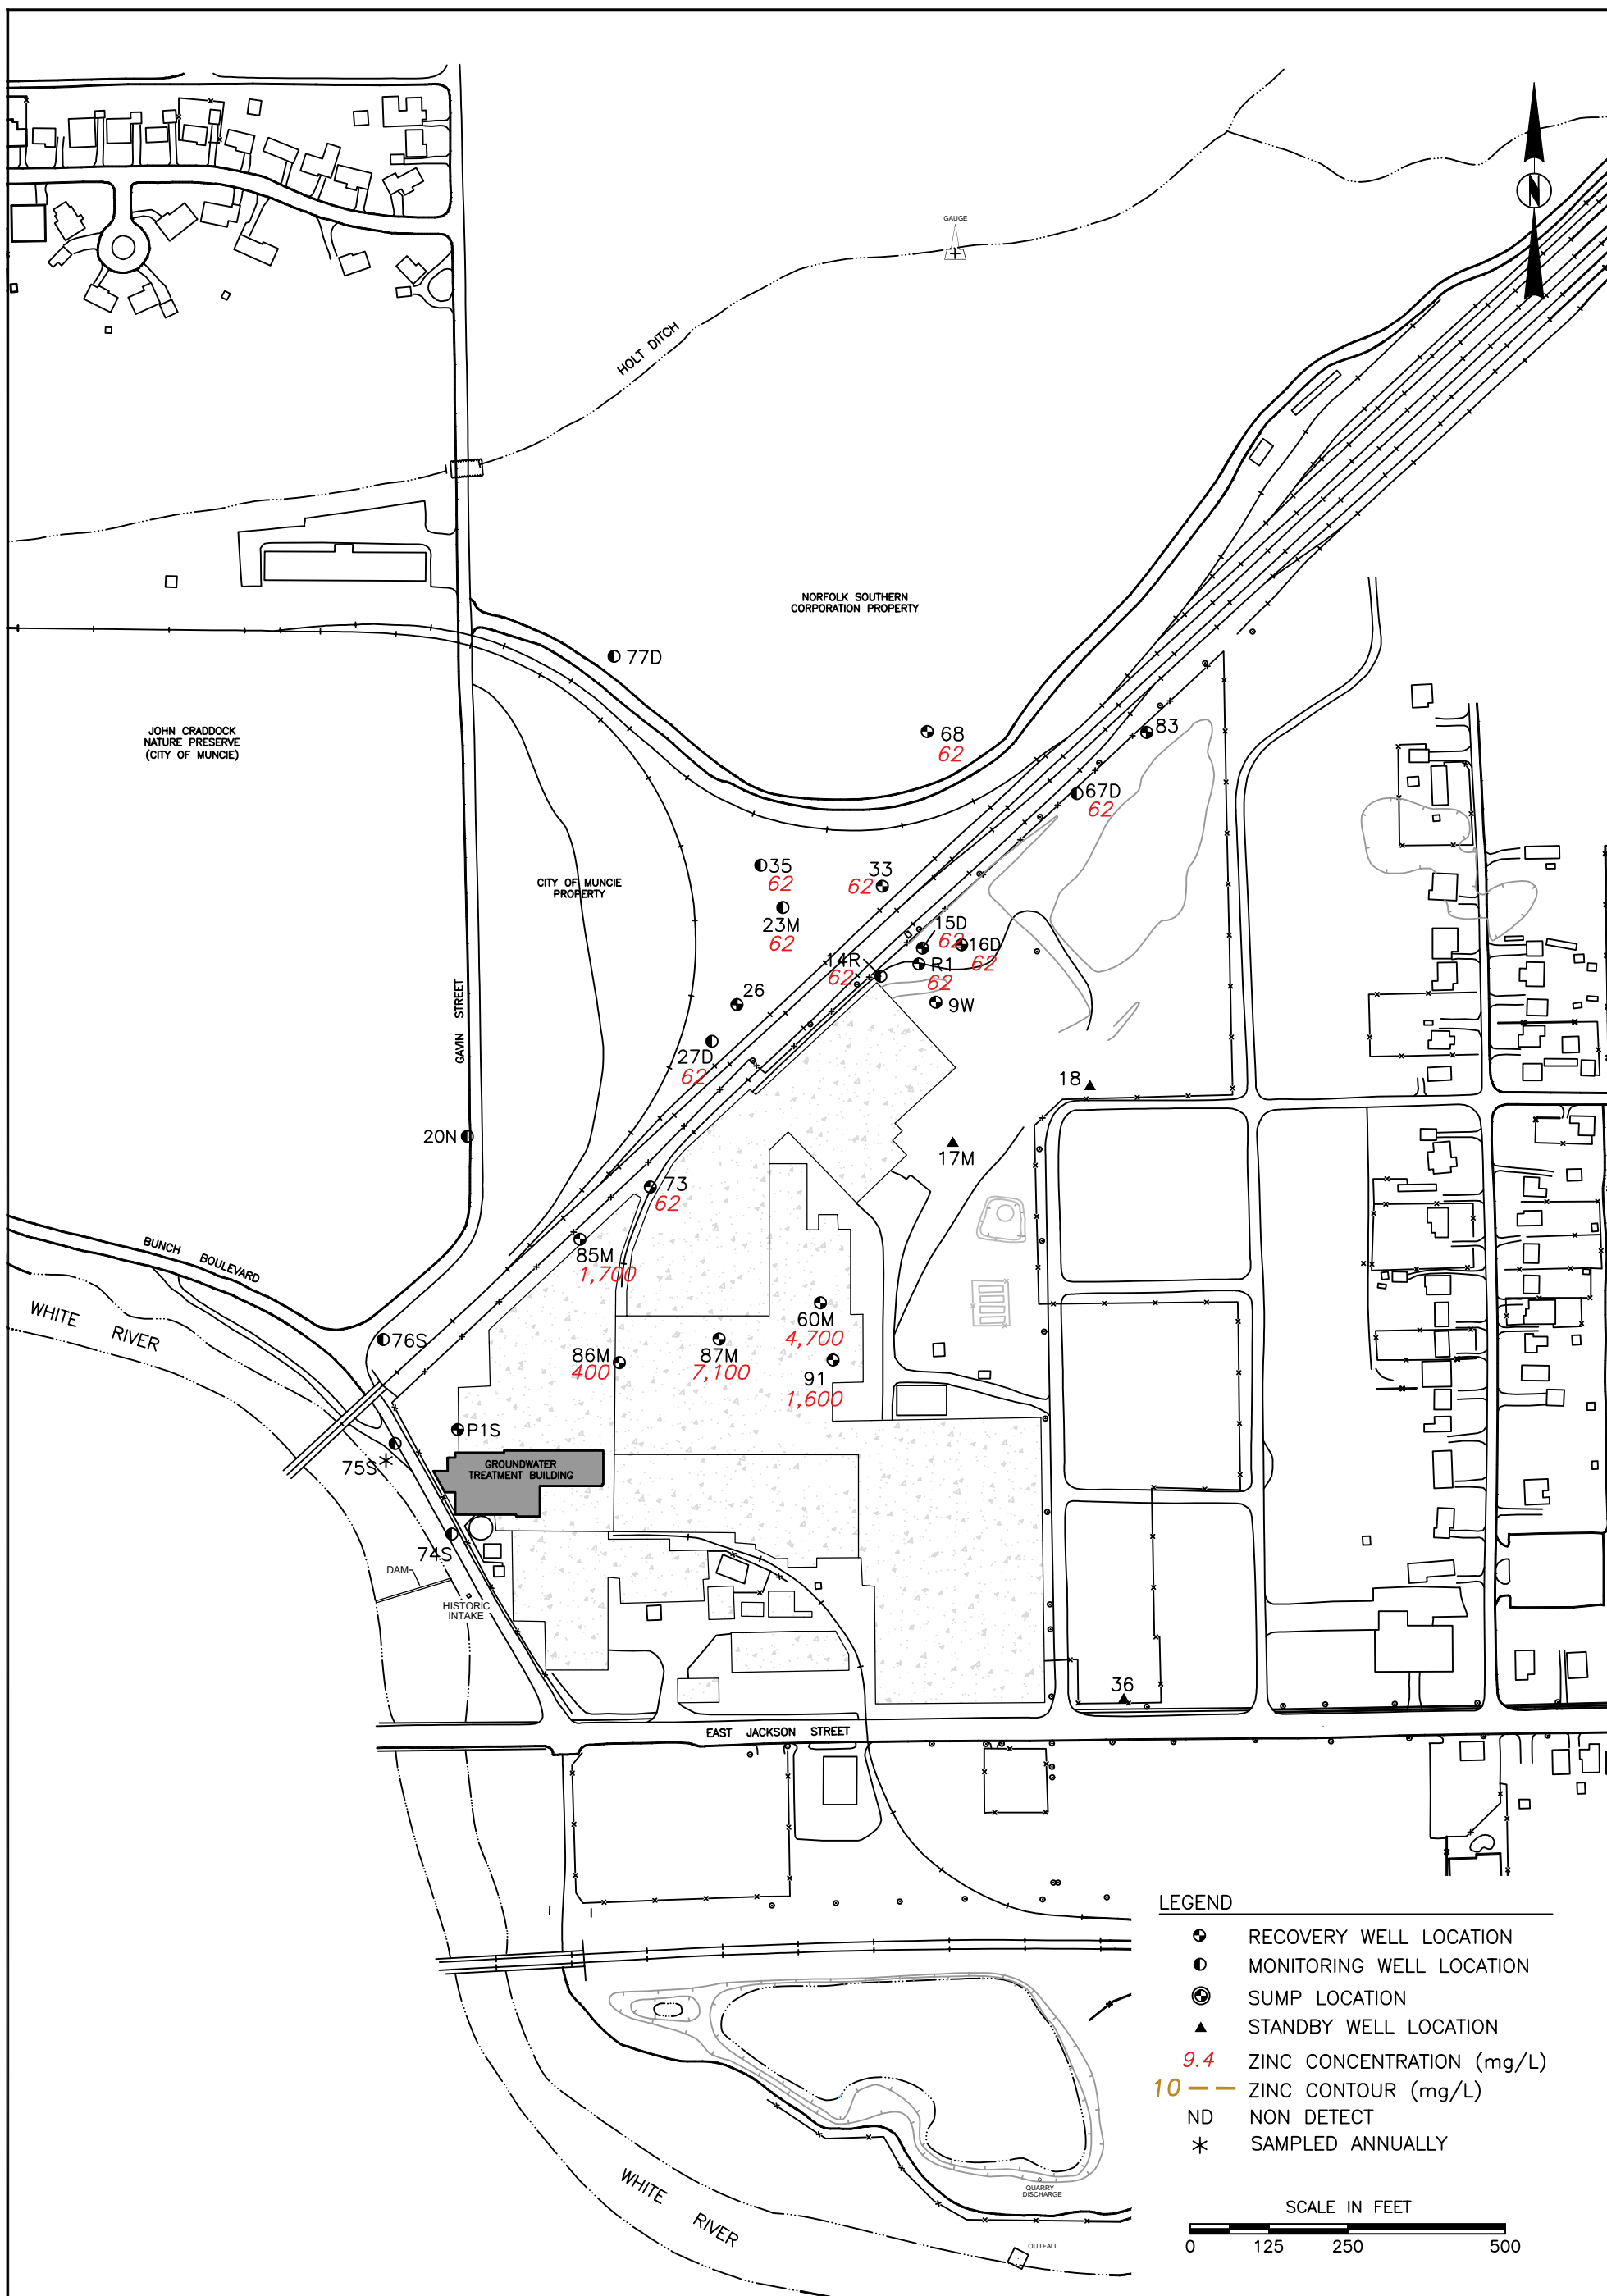 GAUGE
HOLT DITCH
NORFOLK SOUTHERN
CORPORATION PROPERTY
77D
JOHN CRADDOCK
NATURE PRESERVE
(CITY OF MUNCIE)
68
62
83
67D
62
35
62
33
62
CITY OF MUNCIE
PROPERTY
23M
62
15D
62
16D
62
14R
62
R1
62
9W
26
GAVIN STREET
27D
62
18
20N
17M
73
62
85M
1,700
BUNCH BOULEVARD
WHITE RIVER
76S
60M
4,700
86M
400
87M
7,100
91
1,600
P1S
75S
GROUNDWATER
TREATMENT BUILDING
74S
DAM
HISTORIC
INTAKE
36
EAST JACKSON STREET
LEGEND
RECOVERY WELL LOCATION
MONITORING WELL LOCATION
SUMP LOCATION
STANDBY WELL LOCATION
9.4 ZINC CONCENTRATION (mg/L)
10 ZINC CONTOUR (mg/L)
ND NON DETECT
SAMPLED ANNUALLY
QUARRY
DISCHARGE
WHITE RIVER
OUTFALL
SCALE IN FEET
0 125 250 500